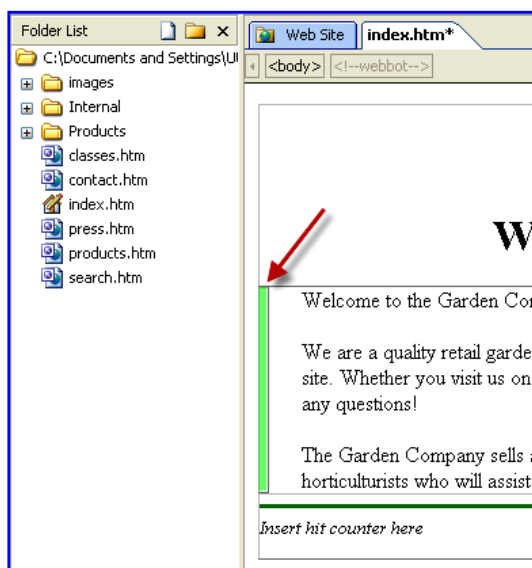 Folder List
C:\Documents and Settings\U
images
Internal
Products
classes.htm
contact.htm
index.htm
press.htm
products.htm
search.htm
Web Site
index.htm*
<body> <!--webbot-->
W
Welcome to the Garden Co
We are a quality retail garde
site. Whether you visit us on
any questions!
The Garden Company sells a
horticulturists who will assist
Insert hit counter here